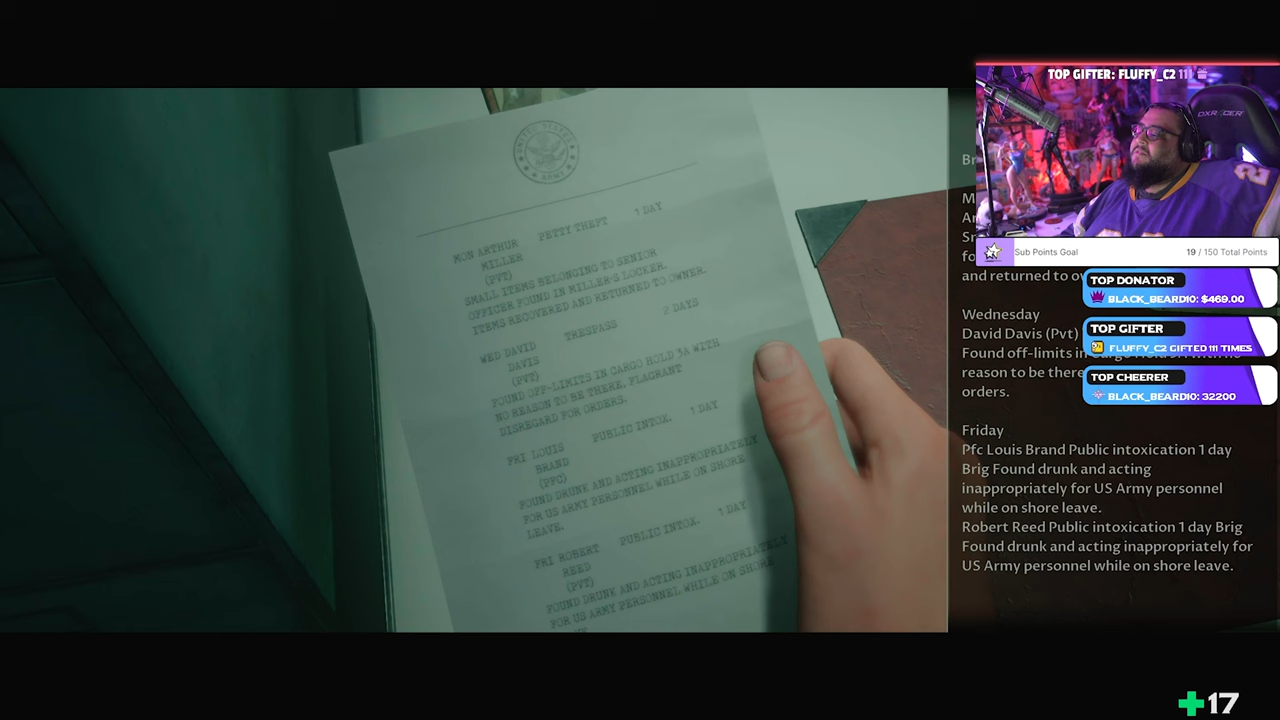 UNITED STATES
ARMY
MON ARTHUR PETTY THEFT 1 DAY
MILLER
(PVT)
SMALL ITEMS BELONGING TO SENIOR
OFFICER FOUND IN MILLER'S LOCKER.
ITEMS RECOVERED AND RETURNED TO OWNER.
WED DAVID TRESPASS 2 DAYS
DAVIS
(PVT)
FOUND OFF-LIMITS IN CARGO HOLD 3A WITH
NO REASON TO BE THERE. FLAGRANT
DISREGARD FOR ORDERS.
FRI LOUIS PUBLIC INTOX. 1 DAY
BRAND
(PFC)
FOUND DRUNK AND ACTING INAPPROPRIATELY
FOR US ARMY PERSONNEL WHILE ON SHORE
LEAVE.
FRI ROBERT PUBLIC INTOX. 1 DAY
REED
(PVT)
FOUND DRUNK AND ACTING INAPPROPRIATELY
FOR US ARMY PERSONNEL WHILE ON SHORE
TOP GIFTER: FLUFFY_C2 111
DXRACER
2
Sub Points Goal 19 / 150 Total Points
and returned to
TOP DONATOR
BLACK_BEARD10: $469.00
Wednesday
TOP GIFTER
David Davis (Pvt)
FLUFFY_C2 GIFTED 111 TIMES
Found off-limits in
reason to be there
TOP CHEERER
orders.
BLACK_BEARD10: 32200
Friday
Pfc Louis Brand Public intoxication 1 day
Brig Found drunk and acting
inappropriately for US Army personnel
while on shore leave.
Robert Reed Public intoxication 1 day Brig
Found drunk and acting inappropriately for
US Army personnel while on shore leave.
+17